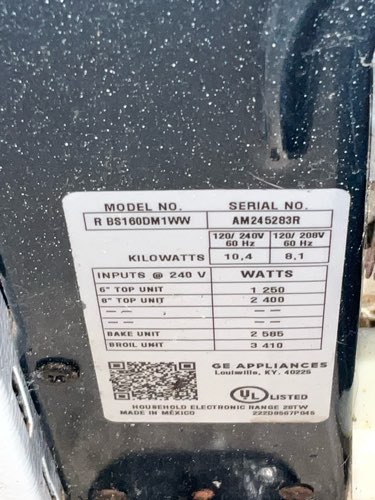 MODEL NO. SERIAL NO.
R BS160DM1WW AM245283R
120/ 240V 120/ 208V
60 Hz 60 Hz
KILOWATTS 10,4 8,1
INPUTS @ 240 V WATTS
6" TOP UNIT 1 250
8" TOP UNIT 2 400
-- -- --
-- -- --
BAKE UNIT 2 585
BROIL UNIT 3 410
GE APPLIANCES
Louisville, KY. 40225
UL LISTED
HOUSEHOLD ELECTRONIC RANGE 28TW
MADE IN MÉXICO 222D9567P045